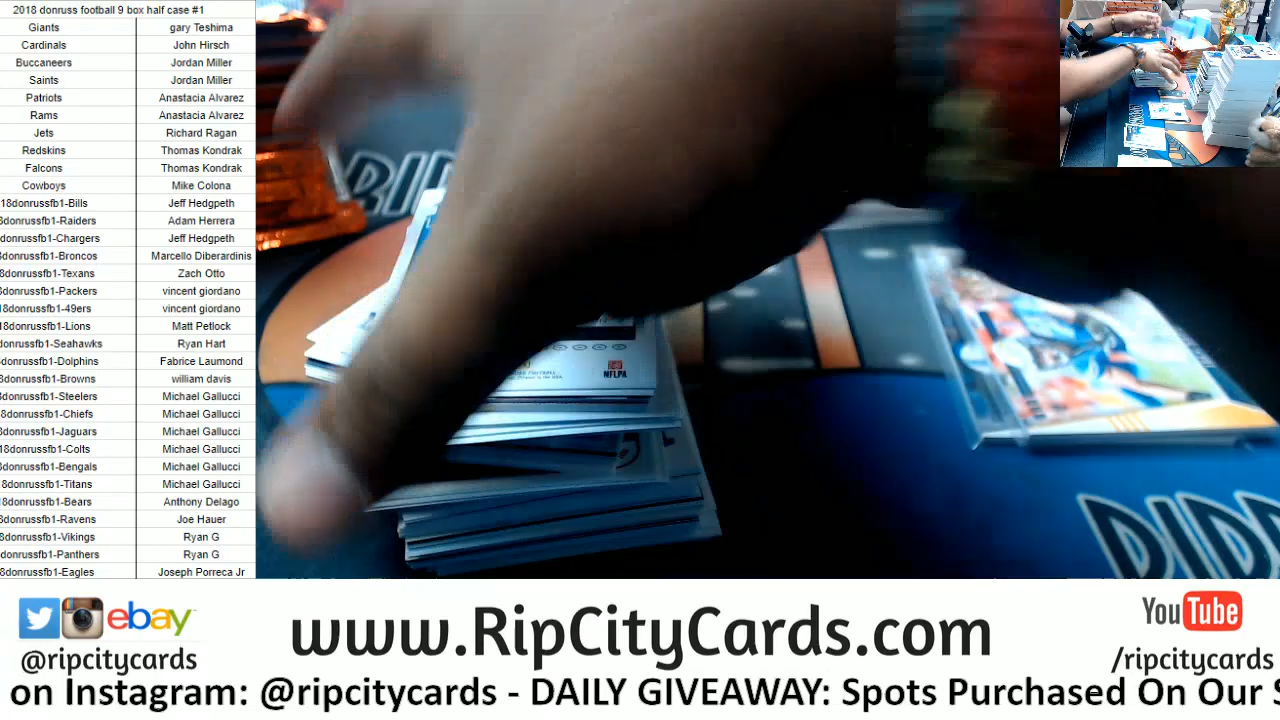 2018 donruss football 9 box half case #1
Giants gary Teshima
Cardinals John Hirsch
Buccaneers Jordan Miller
Saints Jordan Miller
Patriots Anastacia Alvarez
Rams Anastacia Alvarez
Jets Richard Ragan
Redskins Thomas Kondrak
Falcons Thomas Kondrak
Cowboys Mike Colona
18donrussfb1-Bills Jeff Hedgpeth
8donrussfb1-Raiders Adam Herrera
donrussfb1-Chargers Jeff Hedgpeth
8donrussfb1-Broncos Marcello Diberardinis
8donrussfb1-Texans Zach Otto
8donrussfb1-Packers vincent giordano
18donrussfb1-49ers vincent giordano
18donrussfb1-Lions Matt Petlock
donrussfb1-Seahawks Ryan Hart
8donrussfb1-Dolphins Fabrice Laumond
8donrussfb1-Browns william davis
8donrussfb1-Steelers Michael Gallucci
8donrussfb1-Chiefs Michael Gallucci
8donrussfb1-Jaguars Michael Gallucci
18donrussfb1-Colts Michael Gallucci
8donrussfb1-Bengals Michael Gallucci
18donrussfb1-Titans Michael Gallucci
18donrussfb1-Bears Anthony Delago
8donrussfb1-Ravens Joe Hauer
8donrussfb1-Vikings Ryan G
donrussfb1-Panthers Ryan G
8donrussfb1-Eagles Joseph Porreca Jr
RIP
NFLPA
RIPP
ebay
@ripcitycards
www.RipCityCards.com
YouTube
/ripcitycards
on Instagram: @ripcitycards - DAILY GIVEAWAY: Spots Purchased On Our S